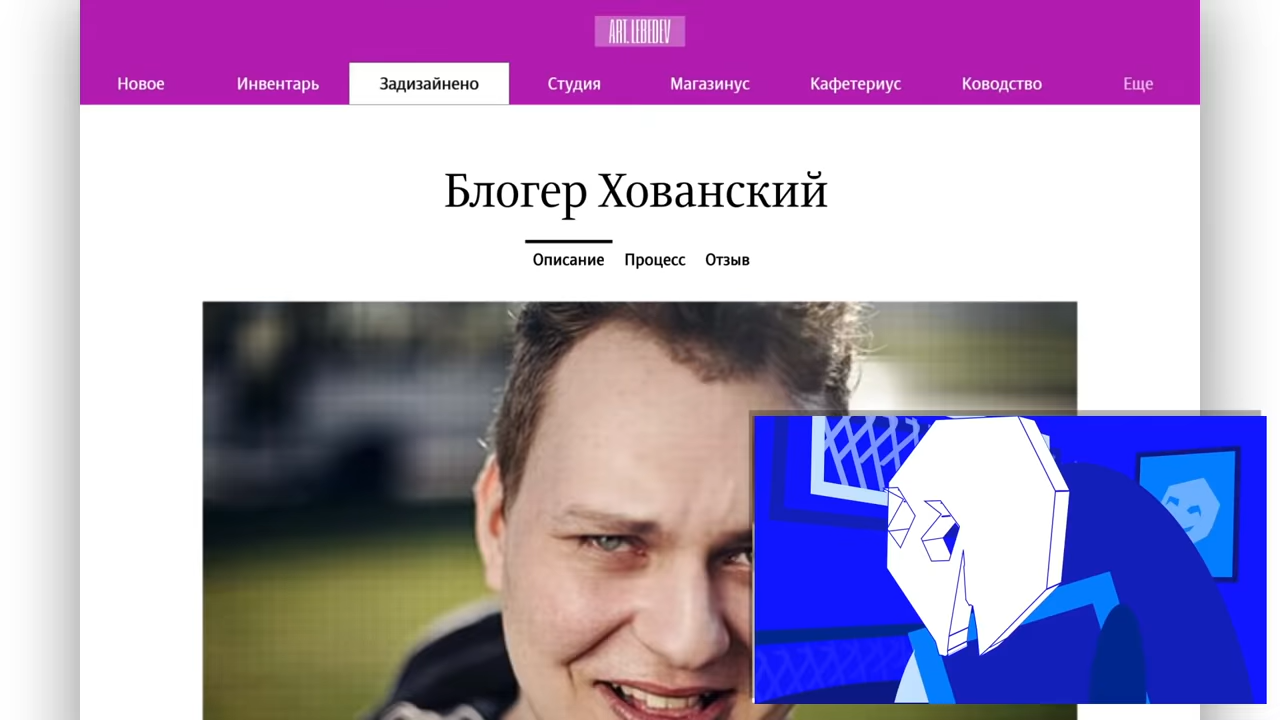 ART. LEBEDEV
Новое Инвентарь Задизайнено Студия Магазинус Кафетериус Ководство Еще
Блогер Хованский
Описание Процесс Отзыв